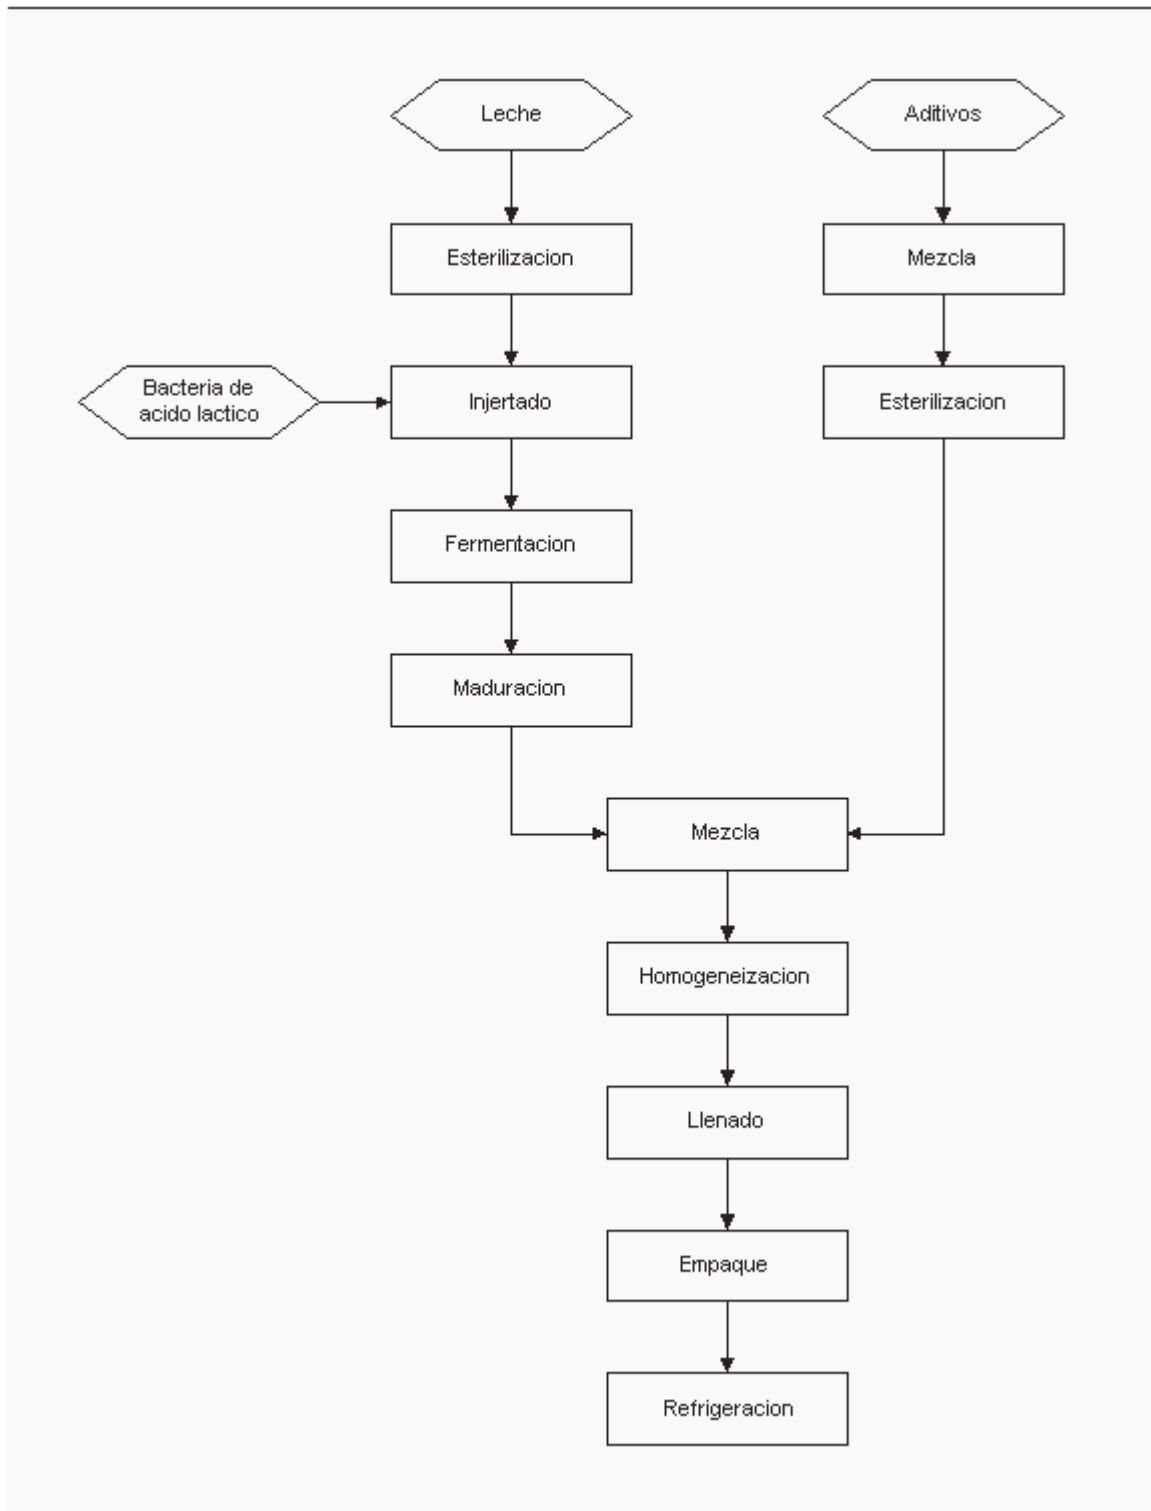 Leche
Aditivos
Esterilizacion
Mezcla
Bacteria de
acido lactico
Injertado
Esterilizacion
Fermentacion
Maduracion
Mezcla
Homogeneizacion
Llenado
Empaque
Refrigeracion